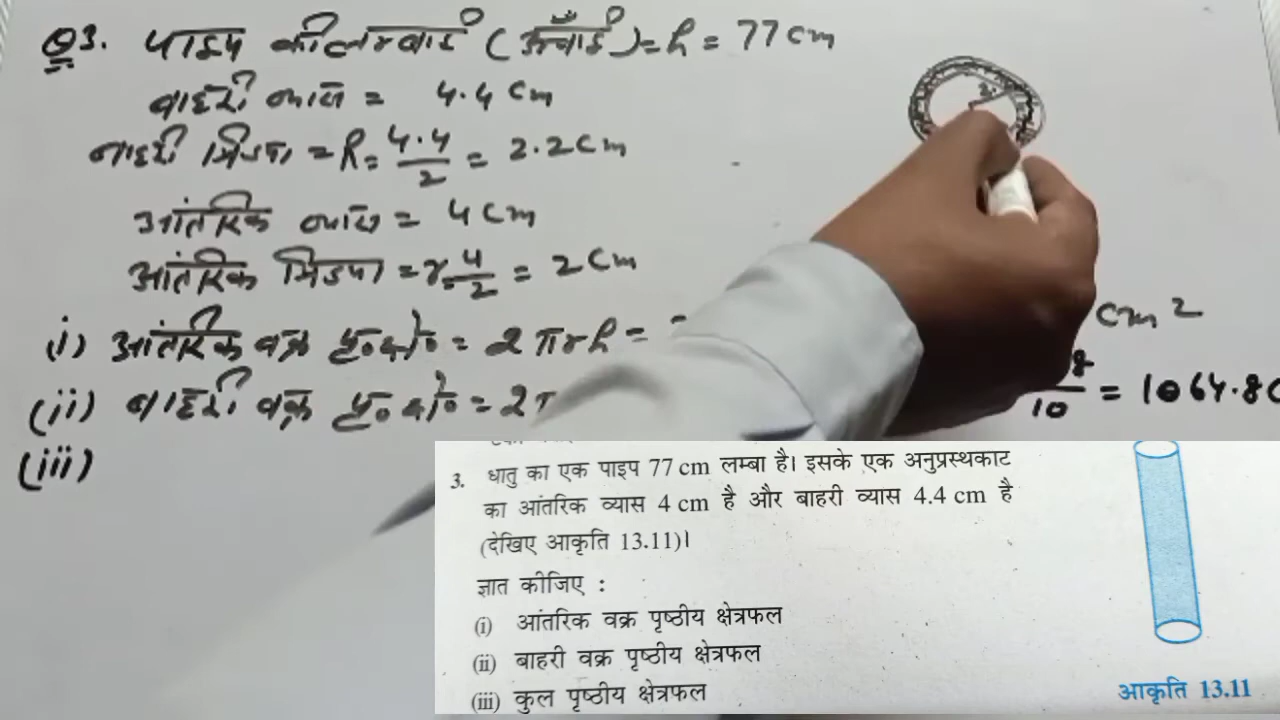 Q3. पाइप की लम्बाई (ऊँचाई) = h = 77 cm
बाहरी व्यास = 4.4 cm
बाहरी त्रिज्या = R = 4.4/2 = 2.2 cm
आंतरिक व्यास = 4 cm
आंतरिक त्रिज्या = r = 4/2 = 2 cm
(i) आंतरिक वक्र पृ० क्षे० = 2πrh = cm2
(ii) बाहरी वक्र पृ० क्षे० = 2π 10 = 1064.8
(iii)
3. धातु का एक पाइप 77 cm लम्बा है। इसके एक अनुप्रस्थकाट
का आंतरिक व्यास 4 cm है और बाहरी व्यास 4.4 cm है
(देखिए आकृति 13.11)।
ज्ञात कीजिए :
(i) आंतरिक वक्र पृष्ठीय क्षेत्रफल
(ii) बाहरी वक्र पृष्ठीय क्षेत्रफल
(iii) कुल पृष्ठीय क्षेत्रफल
आकृति 13.11